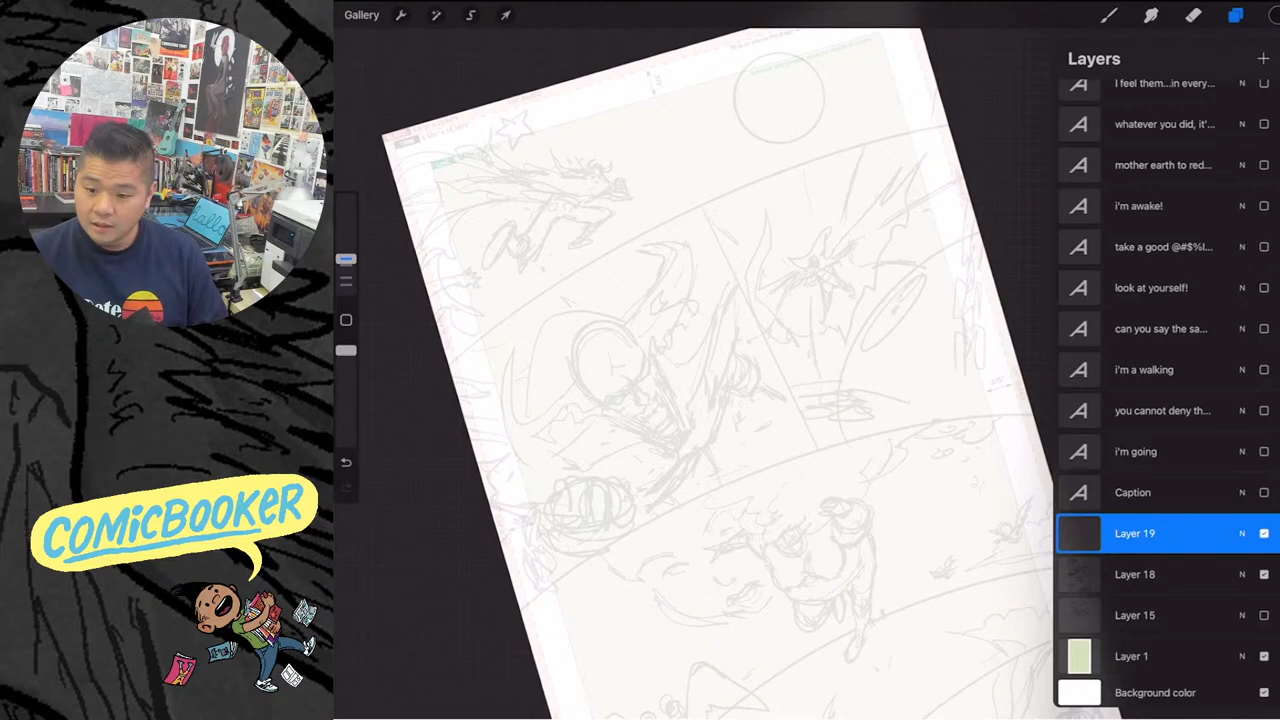 Gallery
Layers
I feel them...in every...
N
whatever you did, it'...
N
mother earth to red...
N
i'm awake!
N
take a good @#$%!...
N
look at yourself!
N
can you say the sa...
N
i'm a walking
N
you cannot deny th...
N
i'm going
N
Caption
N
Layer 19
N
Layer 18
N
Layer 15
N
Layer 1
N
Background color
hallo
COMICBOOKER